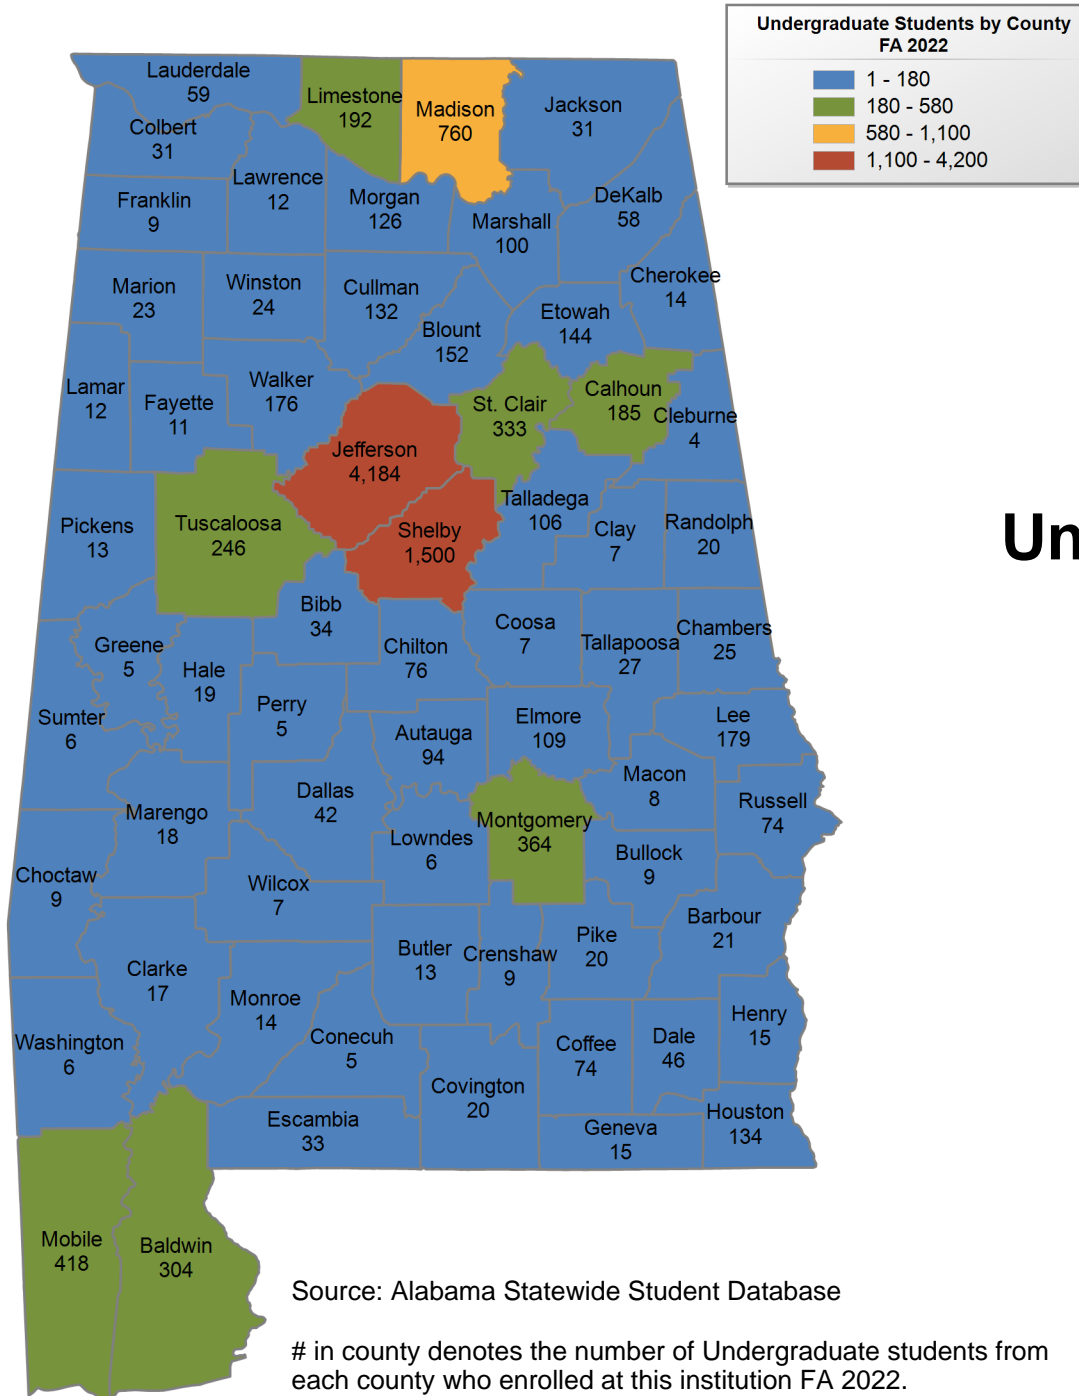 Undergraduate Students by County
FA 2022
1 - 180
180 - 580
580 - 1,100
1,100 - 4,200
Lauderdale
59
Limestone
192
Madison
760
Jackson
31
Colbert
31
Lawrence
12
Franklin
9
Morgan
126
Marshall
100
DeKalb
58
Marion
23
Winston
24
Cullman
132
Cherokee
14
Blount
152
Etowah
144
Lamar
12
Fayette
11
Walker
176
St. Clair
333
Calhoun
185
Cleburne
4
Jefferson
4,184
Pickens
13
Tuscaloosa
246
Shelby
1,500
Talladega
106
Clay
7
Randolph
20
Un
Bibb
34
Chilton
76
Coosa
7
Tallapoosa
27
Chambers
25
Greene
5
Hale
19
Sumter
6
Perry
5
Autauga
94
Elmore
109
Lee
179
Macon
8
Russell
74
Dallas
42
Marengo
18
Lowndes
6
Montgomery
364
Bullock
9
Choctaw
9
Wilcox
7
Barbour
21
Butler
13
Crenshaw
9
Pike
20
Clarke
17
Monroe
14
Conecuh
5
Henry
15
Washington
6
Coffee
74
Dale
46
Covington
20
Escambia
33
Geneva
15
Houston
134
Mobile
418
Baldwin
304
Source: Alabama Statewide Student Database
# in county denotes the number of Undergraduate students from
each county who enrolled at this institution FA 2022.